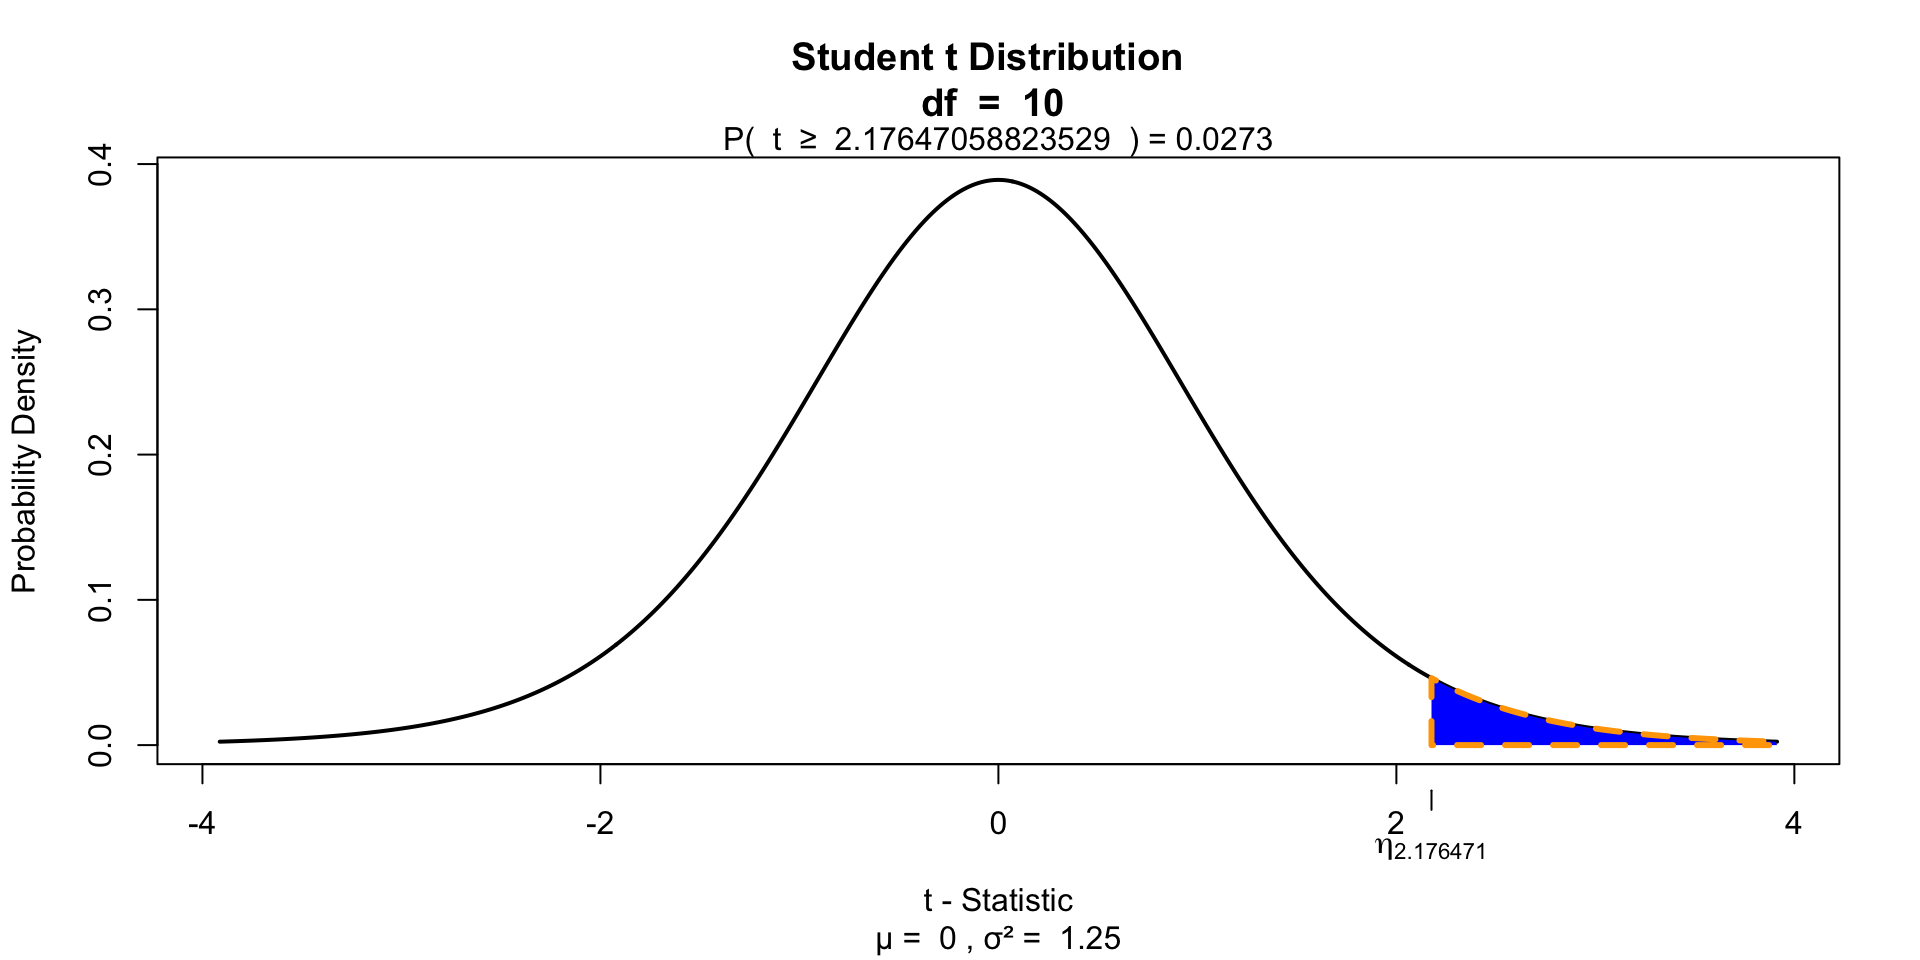 Student t Distribution
df = 10
P( t ≥ 2.17647058823529 ) = 0.0273
Probability Density
0.4
0.3
0.2
0.1
0.0
-4 -2 0 2 4
η2.176471
t - Statistic
μ = 0 , σ² = 1.25